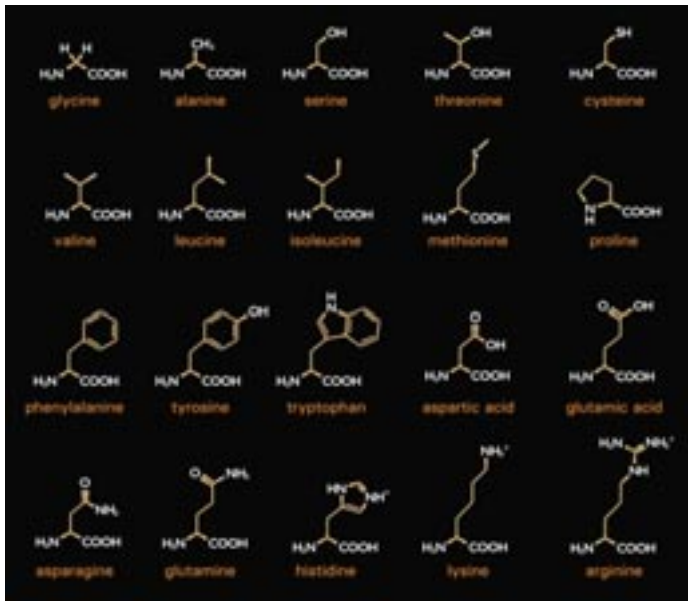 H H
H₂N COOH
glycine
CH₃
H₂N COOH
alanine
OH
H₂N COOH
serine
OH
H₂N COOH
threonine
SH
H₂N COOH
cysteine
H₂N COOH
valine
H₂N COOH
leucine
H₂N COOH
isoleucine
S
H₂N COOH
methionine
N
H
COOH
proline
H₂N COOH
phenylalanine
OH
H₂N COOH
tyrosine
H
N
H₂N COOH
tryptophan
O
OH
H₂N COOH
aspartic acid
O OH
H₂N COOH
glutamic acid
O
NH₂
H₂N COOH
asparagine
O NH₂
H₂N COOH
glutamine
HN NH⁺
H₂N COOH
histidine
NH₃⁺
H₂N COOH
lysine
H₂N NH₂⁺
NH
H₂N COOH
arginine